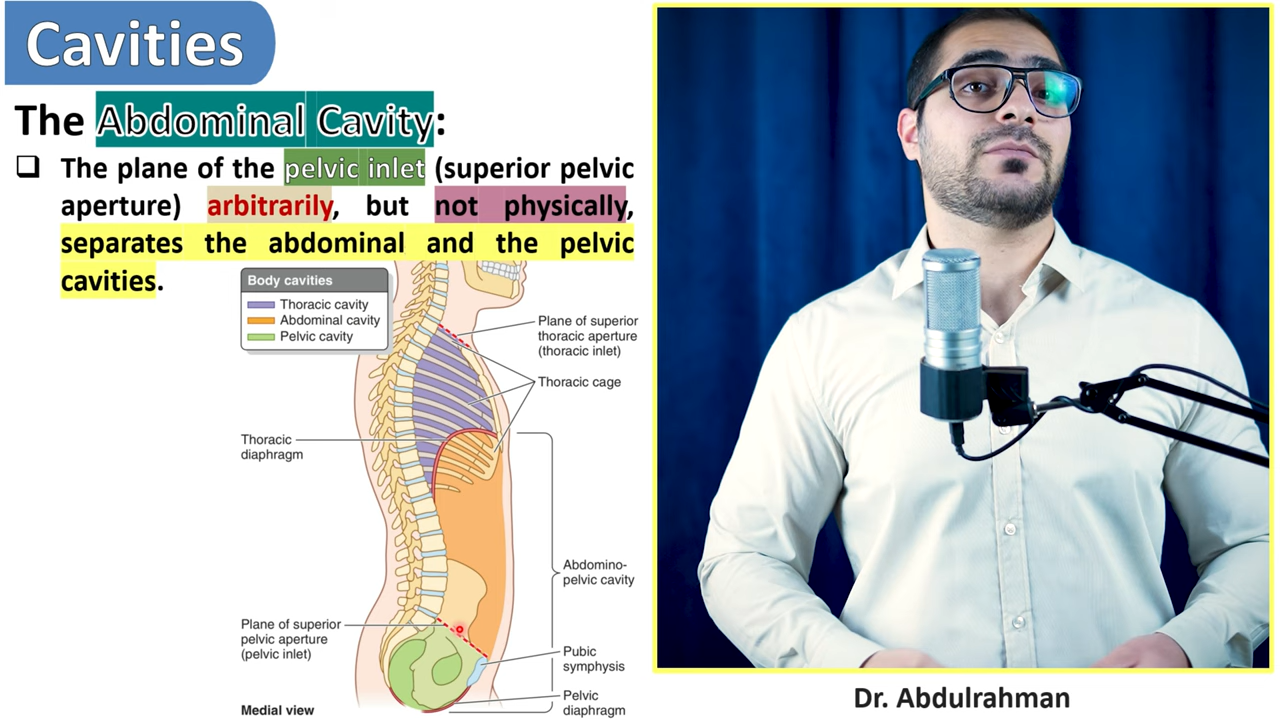 Cavities
The Abdominal Cavity:
❑ The plane of the pelvic inlet (superior pelvic
aperture) arbitrarily, but not physically,
separates the abdominal and the pelvic
cavities.
Body cavities
Thoracic cavity
Abdominal cavity
Pelvic cavity
Plane of superior
thoracic aperture
(thoracic inlet)
Thoracic cage
Thoracic
diaphragm
Abdomino-
pelvic cavity
Plane of superior
pelvic aperture
(pelvic inlet)
Pubic
symphysis
Pelvic
diaphragm
Medial view
Dr. Abdulrahman